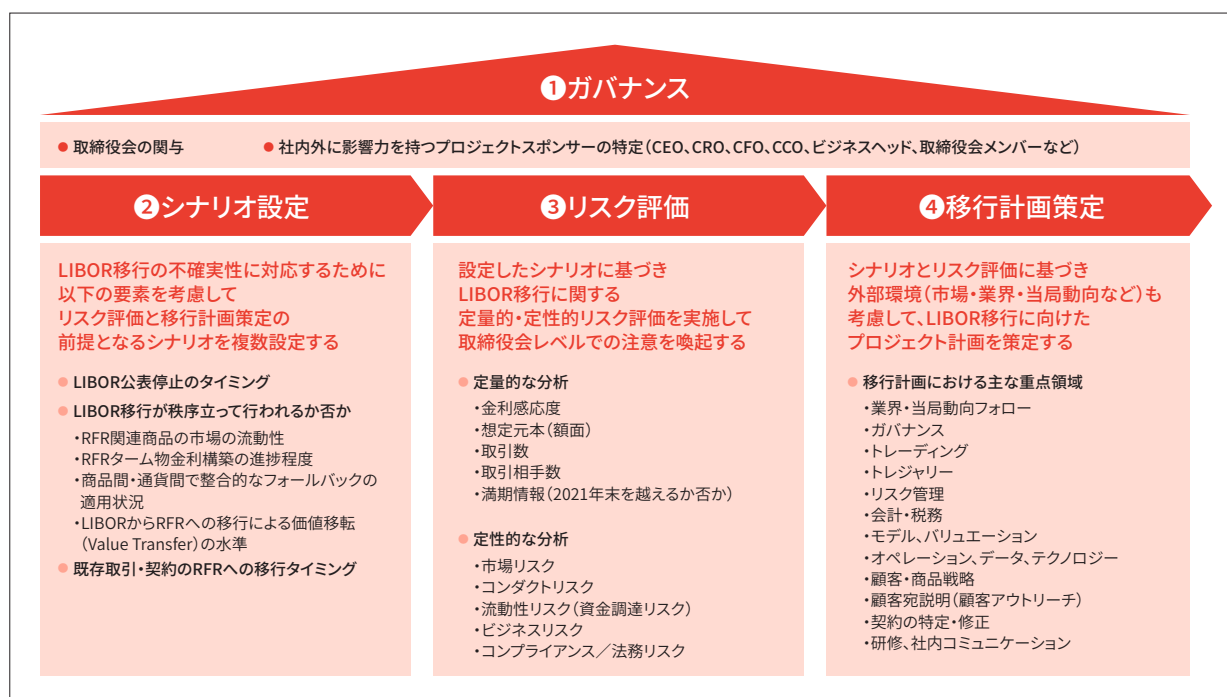 ❶ガバナンス
● 取締役会の関与
● 社内外に影響力を持つプロジェクトスポンサーの特定（CEO、CRO、CFO、CCO、ビジネスヘッド、取締役会メンバーなど）
❷シナリオ設定
LIBOR移行の不確実性に対応するために
以下の要素を考慮して
リスク評価と移行計画策定の
前提となるシナリオを複数設定する
● LIBOR公表停止のタイミング
● LIBOR移行が秩序立って行われるか否か
・RFR関連商品の市場の流動性
・RFRターム物金利構築の進捗程度
・商品間・通貨間で整合的なフォールバックの
適用状況
・LIBORからRFRへの移行による価値移転
（Value Transfer）の水準
● 既存取引・契約のRFRへの移行タイミング
❸リスク評価
設定したシナリオに基づき
LIBOR移行に関する
定量的・定性的リスク評価を実施して
取締役会レベルでの注意を喚起する
● 定量的な分析
・金利感応度
・想定元本（額面）
・取引数
・取引相手数
・満期情報（2021年末を越えるか否か）
● 定性的な分析
・市場リスク
・コンダクトリスク
・流動性リスク（資金調達リスク）
・ビジネスリスク
・コンプライアンス／法務リスク
❹移行計画策定
シナリオとリスク評価に基づき
外部環境（市場・業界・当局動向など）も
考慮して、LIBOR移行に向けた
プロジェクト計画を策定する
● 移行計画における主な重点領域
・業界・当局動向フォロー
・ガバナンス
・トレーディング
・トレジャリー
・リスク管理
・会計・税務
・モデル、バリュエーション
・オペレーション、データ、テクノロジー
・顧客・商品戦略
・顧客宛説明（顧客アウトリーチ）
・契約の特定・修正
・研修、社内コミュニケーション